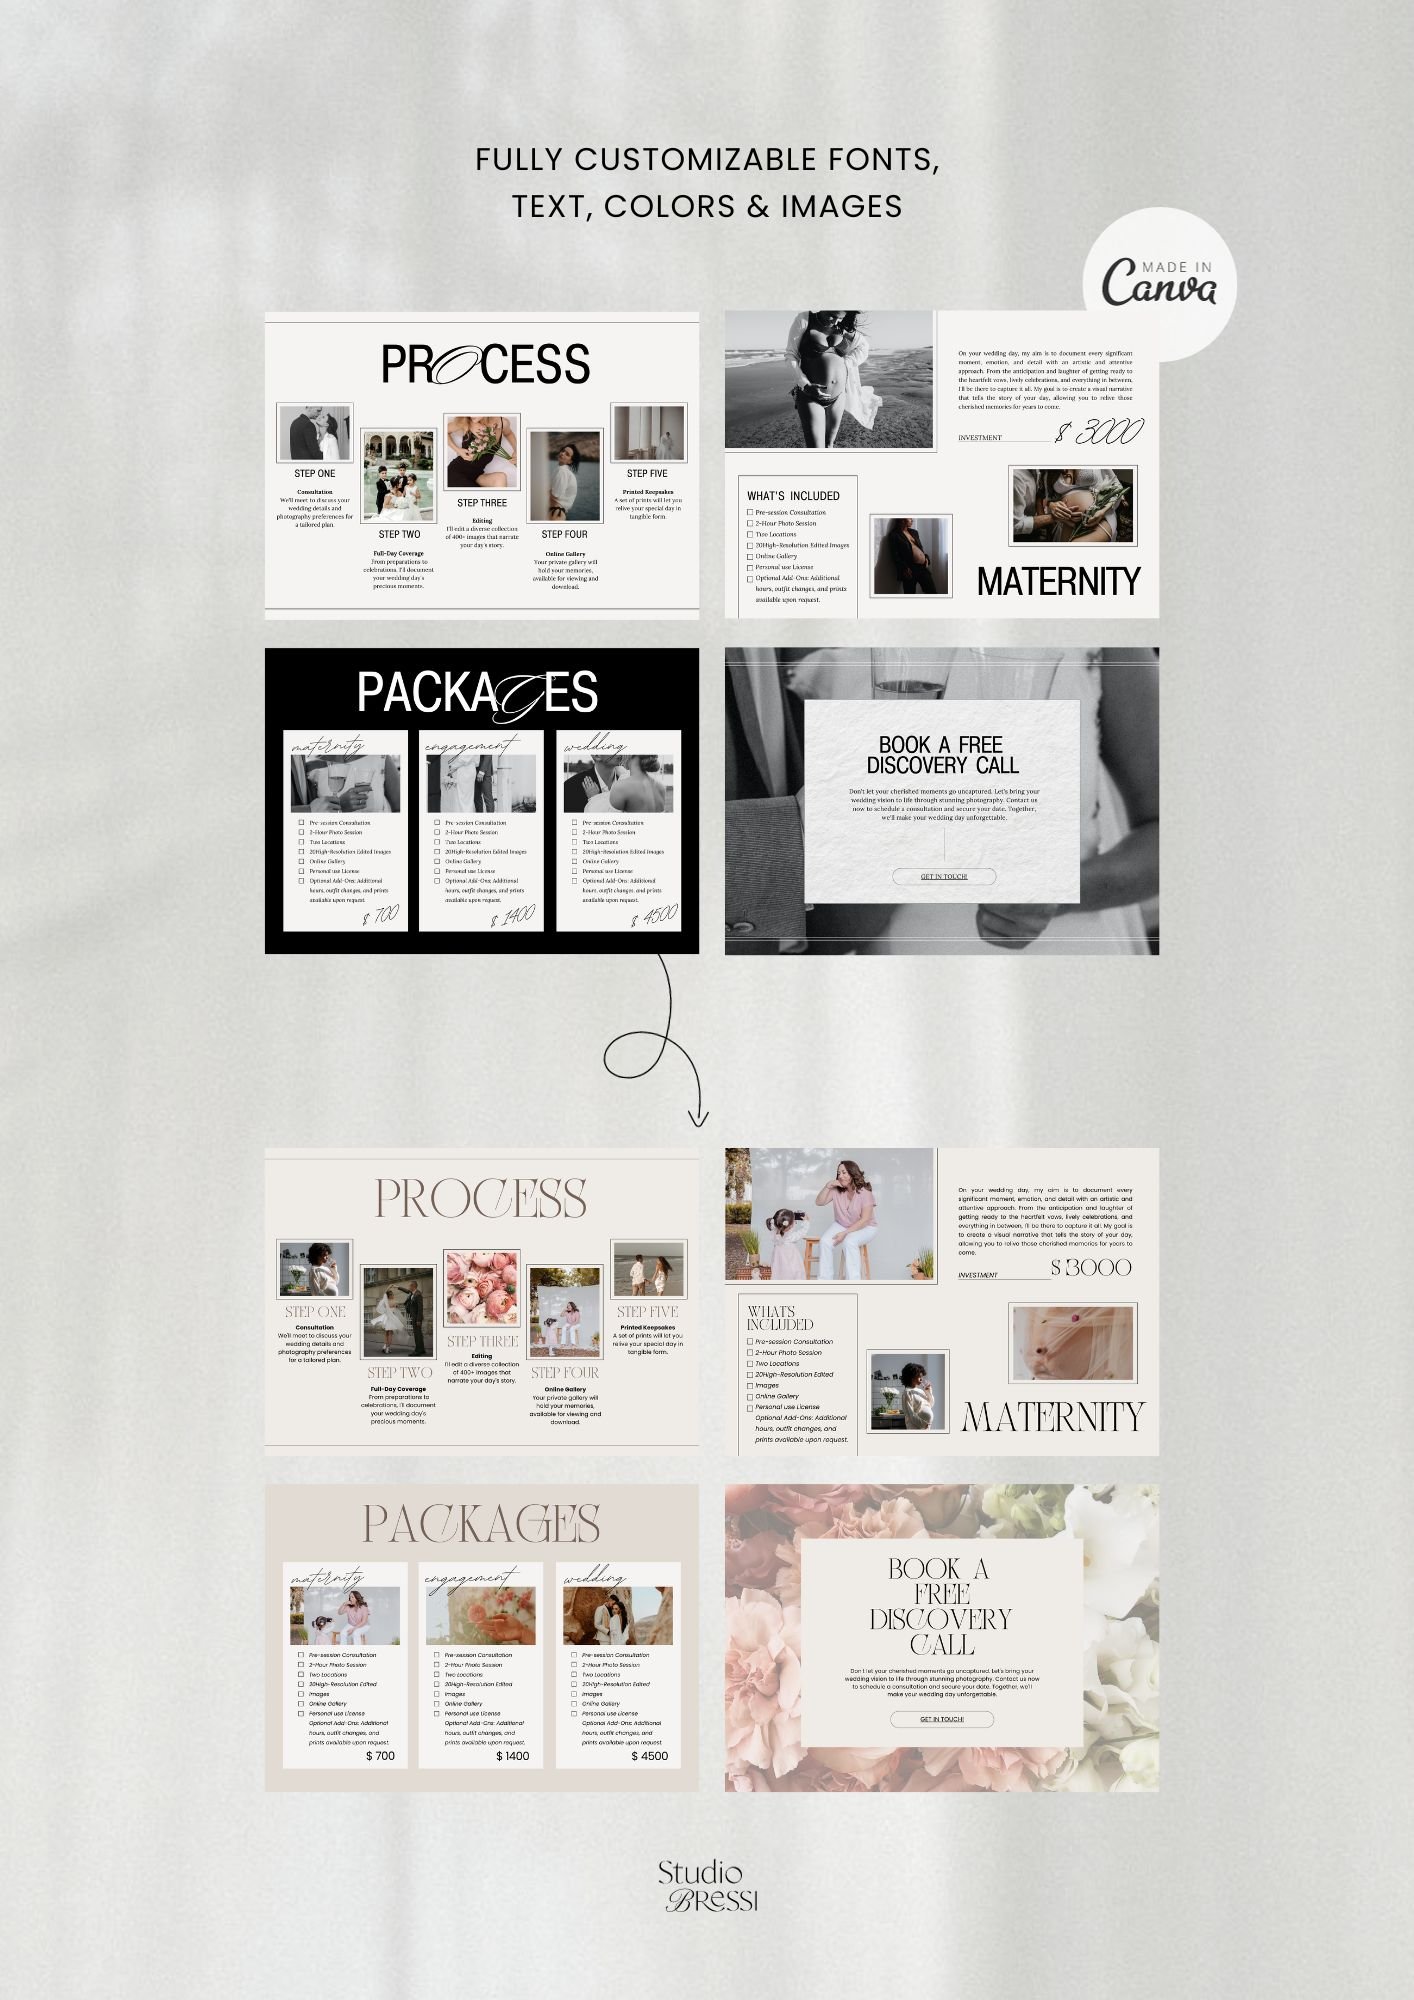 FULLY CUSTOMIZABLE FONTS,
TEXT, COLORS & IMAGES
MADE IN
Canva
PROCESS
STEP ONE
Consultation
We'll meet to discuss your
wedding details and
photography preferences for
a tailored plan.
STEP TWO
Full-Day Coverage
From preparations to
celebrations, I'll document
your wedding day's
precious moments.
STEP THREE
Editing
I'll edit a diverse collection
of 400+ images that narrate
your day's story.
STEP FOUR
Online Gallery
Your private gallery will
hold your memories,
available for viewing and
download.
STEP FIVE
Printed Keepsakes
A set of prints will let you
relive your special day in
tangible form.
On your wedding day, my aim is to document every significant
moment, emotion, and detail with an artistic and attentive
approach. From the anticipation and laughter of getting ready to
the heartfelt vows, lively celebrations, and everything in between,
I'll be there to capture it all. My goal is to create a visual narrative
that tells the story of your day, allowing you to relive those
cherished memories for years to come.
INVESTMENT
$ 3000
WHAT'S INCLUDED
Pre-session Consultation
2-Hour Photo Session
Two Locations
20High-Resolution Edited Images
Online Gallery
Personal use License
Optional Add-Ons: Additional
hours, outfit changes, and prints
available upon request.
MATERNITY
PACKAGES
maternity
Pre-session Consultation
2-Hour Photo Session
Two Locations
20High-Resolution Edited Images
Online Gallery
Personal use License
Optional Add-Ons: Additional
hours, outfit changes, and prints
available upon request.
$ 700
engagement
Pre-session Consultation
2-Hour Photo Session
Two Locations
20High-Resolution Edited Images
Online Gallery
Personal use License
Optional Add-Ons: Additional
hours, outfit changes, and prints
available upon request.
$ 1400
wedding
Pre-session Consultation
2-Hour Photo Session
Two Locations
20High-Resolution Edited Images
Online Gallery
Personal use License
Optional Add-Ons: Additional
hours, outfit changes, and prints
available upon request.
$ 4500
BOOK A FREE
DISCOVERY CALL
Don't let your cherished moments go uncaptured. Let's bring your
wedding vision to life through stunning photography. Contact us
now to schedule a consultation and secure your date. Together,
we'll make your wedding day unforgettable.
GET IN TOUCH!
PROCESS
STEP ONE
Consultation
We'll meet to discuss your
wedding details and
photography preferences
for a tailored plan.
STEP TWO
Full-Day Coverage
From preparations to
celebrations, I'll document
your wedding day's
precious moments.
STEP THREE
Editing
I'll edit a diverse collection
of 400+ images that
narrate your day's story.
STEP FOUR
Online Gallery
Your private gallery will
hold your memories,
available for viewing and
download.
STEP FIVE
Printed Keepsakes
A set of prints will let you
relive your special day in
tangible form.
On your wedding day, my aim is to document every
significant moment, emotion, and detail with an artistic and
attentive approach. From the anticipation and laughter of
getting ready to the heartfelt vows, lively celebrations, and
everything in between, I'll be there to capture it all. My goal is
to create a visual narrative that tells the story of your day,
allowing you to relive those cherished memories for years to
come.
INVESTMENT
$ 3000
WHATS
INCLUDED
Pre-session Consultation
2-Hour Photo Session
Two Locations
20High-Resolution Edited
Images
Online Gallery
Personal use License
Optional Add-Ons: Additional
hours, outfit changes, and
prints available upon request.
MATERNITY
PACKAGES
maternity
Pre-session Consultation
2-Hour Photo Session
Two Locations
20High-Resolution Edited
Images
Online Gallery
Personal use License
Optional Add-Ons: Additional
hours, outfit changes, and
prints available upon request.
$ 700
engagement
Pre-session Consultation
2-Hour Photo Session
Two Locations
20High-Resolution Edited
Images
Online Gallery
Personal use License
Optional Add-Ons: Additional
hours, outfit changes, and
prints available upon request.
$ 1400
wedding
Pre-session Consultation
2-Hour Photo Session
Two Locations
20High-Resolution Edited
Images
Online Gallery
Personal use License
Optional Add-Ons: Additional
hours, outfit changes, and
prints available upon request.
$ 4500
BOOK A
FREE
DISCOVERY
CALL
Don't let your cherished moments go uncaptured. Let's bring your
wedding vision to life through stunning photography. Contact us now
to schedule a consultation and secure your date. Together, we'll
make your wedding day unforgettable.
GET IN TOUCH!
Studio
BRESSI